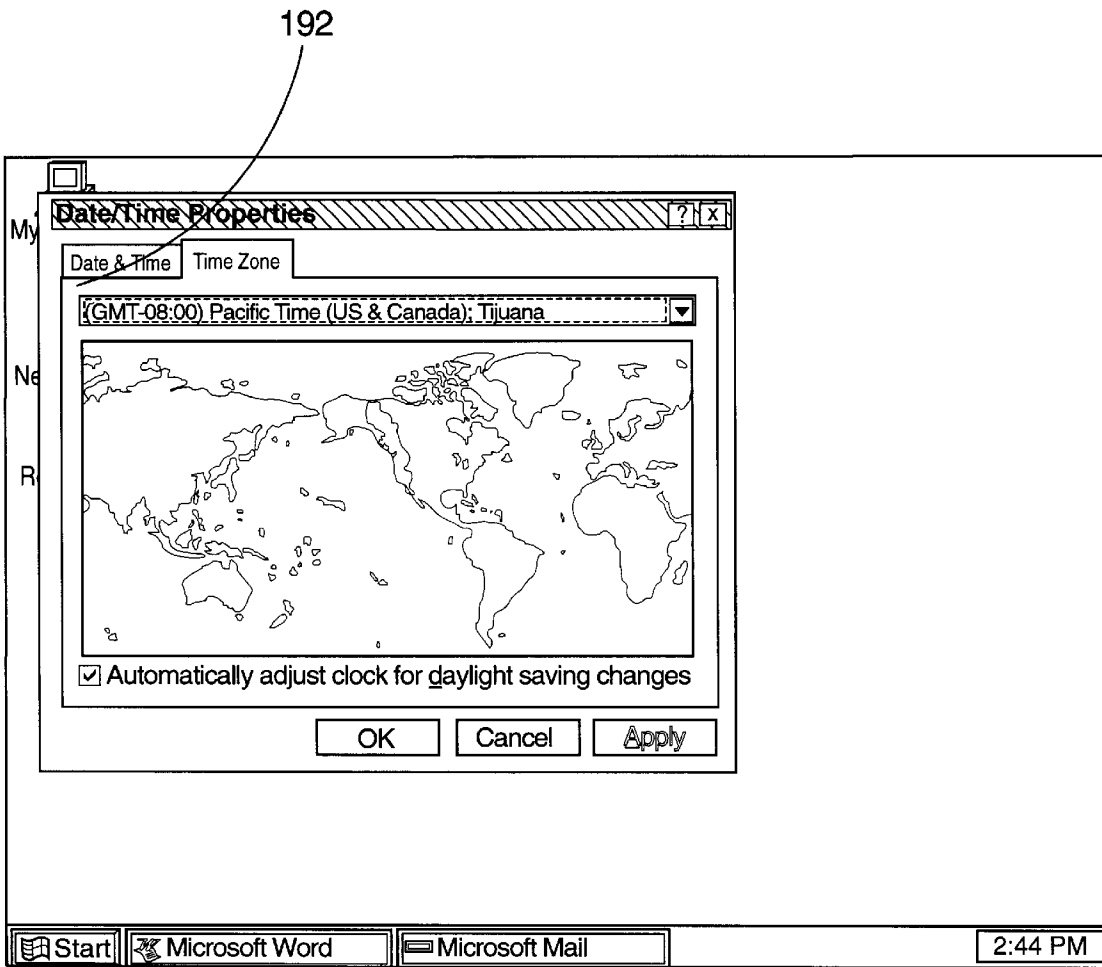 192
Date/Time Properties ? X
My
Date & Time Time Zone
(GMT-08:00) Pacific Time (US & Canada); Tijuana
Ne
R
Automatically adjust clock for daylight saving changes
OK Cancel Apply
Start Microsoft Word Microsoft Mail 2:44 PM